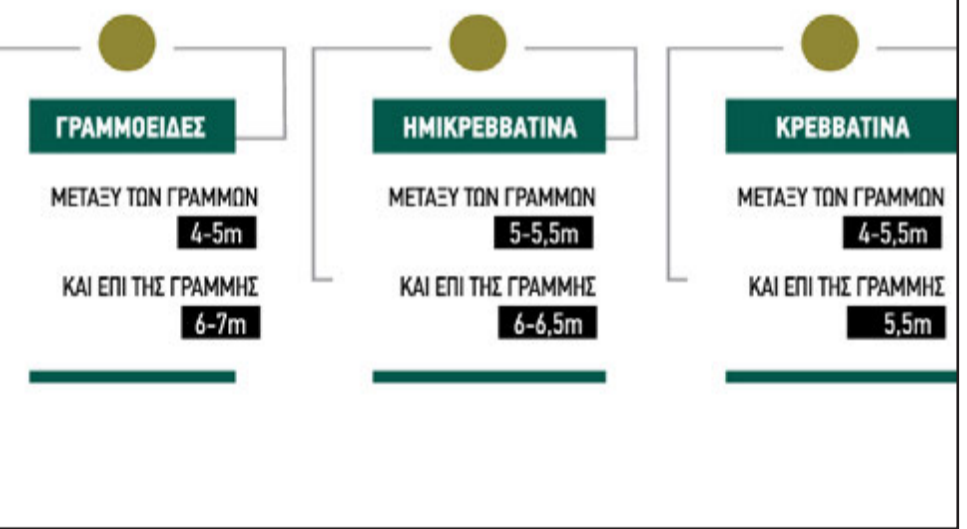 ΓΡΑΜΜΟΕΙΔΕΣ
ΜΕΤΑΞΥ ΤΩΝ ΓΡΑΜΜΩΝ
4-5m
ΚΑΙ ΕΠΙ ΤΗΣ ΓΡΑΜΜΗΣ
6-7m
ΗΜΙΚΡΕΒΒΑΤΙΝΑ
ΜΕΤΑΞΥ ΤΩΝ ΓΡΑΜΜΩΝ
5-5,5m
ΚΑΙ ΕΠΙ ΤΗΣ ΓΡΑΜΜΗΣ
6-6,5m
ΚΡΕΒΒΑΤΙΝΑ
ΜΕΤΑΞΥ ΤΩΝ ΓΡΑΜΜΩΝ
4-5,5m
ΚΑΙ ΕΠΙ ΤΗΣ ΓΡΑΜΜΗΣ
5,5m